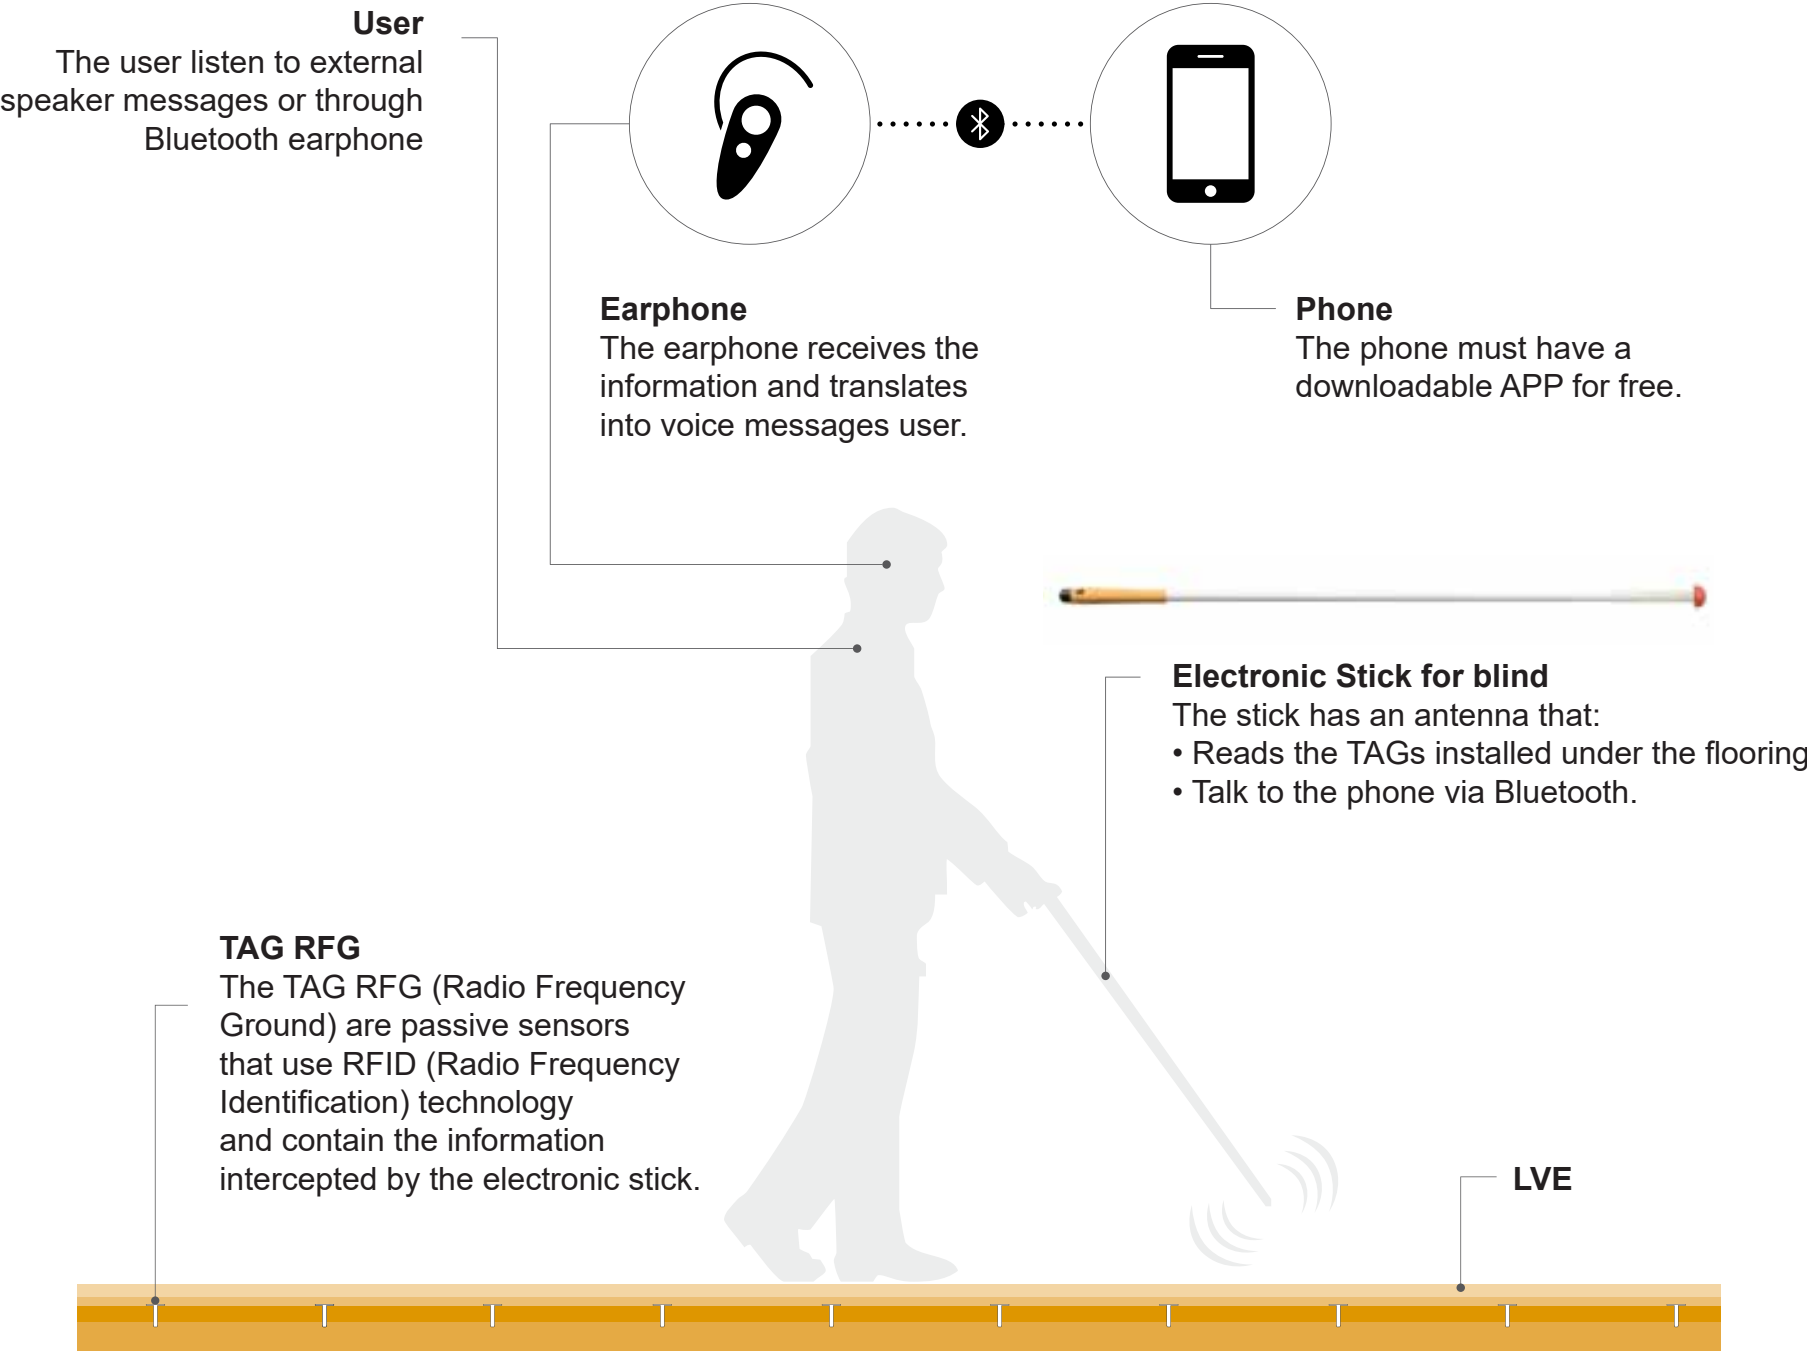 User
The user listen to external
speaker messages or through
Bluetooth earphone
Earphone
The earphone receives the
information and translates
into voice messages user.
Phone
The phone must have a
downloadable APP for free.
Electronic Stick for blind
The stick has an antenna that:
• Reads the TAGs installed under the flooring
• Talk to the phone via Bluetooth.
TAG RFG
The TAG RFG (Radio Frequency
Ground) are passive sensors
that use RFID (Radio Frequency
Identification) technology
and contain the information
intercepted by the electronic stick.
LVE